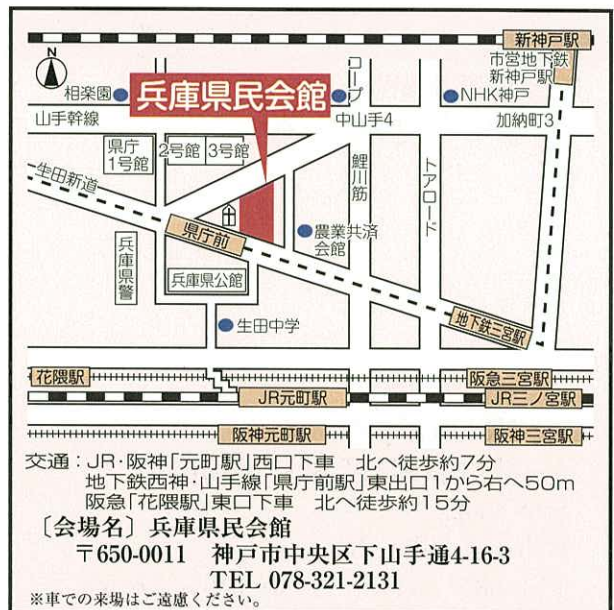 新神戸駅
N
市営地下鉄
新神戸駅
相楽園
兵庫県民会館
コープ
NHK神戸
山手幹線
中山手4
加納町3
県庁
1号館
2号館
3号館
鯉川筋
トアロード
生田新道
県庁前
農業共済
会館
兵庫県警
兵庫県公館
生田中学
地下鉄三宮駅
花隈駅
阪急三宮駅
JR元町駅
JR三ノ宮駅
阪神元町駅
阪神三宮駅
交通：JR・阪神「元町駅」西口下車　北へ徒歩約7分
地下鉄西神・山手線「県庁前駅」東出口1から右へ50m
阪急「花隈駅」東口下車　北へ徒歩約15分
〔会場名〕兵庫県民会館
〒650-0011　神戸市中央区下山手通4-16-3
TEL 078-321-2131
※車での来場はご遠慮ください。